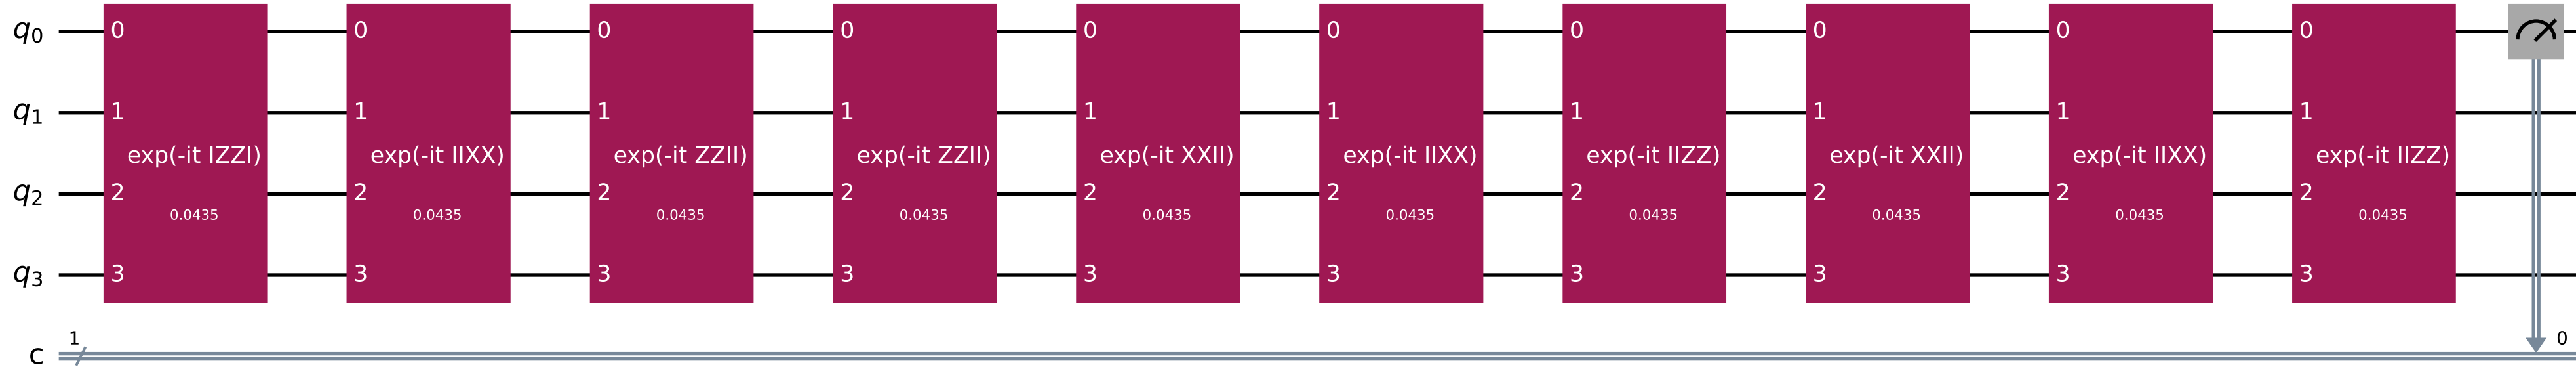 q0 0 0 0 0 0 0 0 0 0 0
q1 1 1 1 1 1 1 1 1 1 1
exp(-it IZZI) exp(-it IIXX) exp(-it ZZII) exp(-it ZZII) exp(-it XXII) exp(-it IIXX) exp(-it IIZZ) exp(-it XXII) exp(-it IIXX) exp(-it IIZZ)
q2 2 2 2 2 2 2 2 2 2 2
0.0435 0.0435 0.0435 0.0435 0.0435 0.0435 0.0435 0.0435 0.0435 0.0435
q3 3 3 3 3 3 3 3 3 3 3
1 0
c